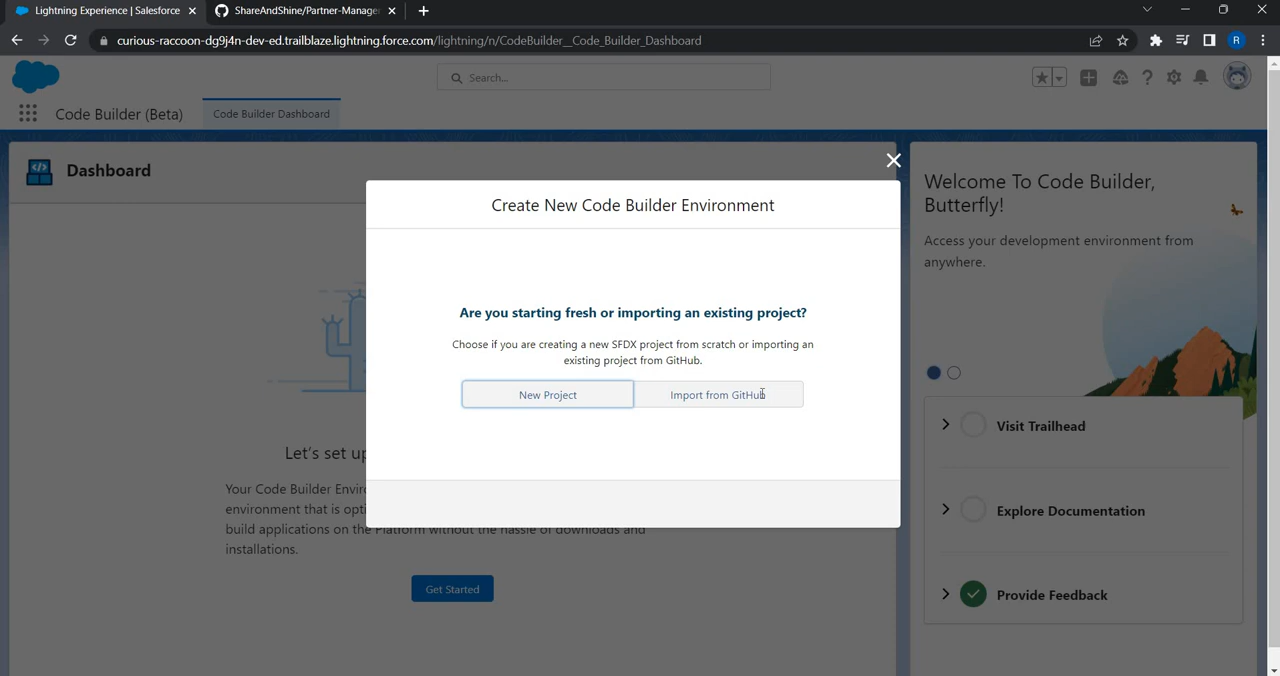 Lightning Experience | Salesforce
ShareAndShine/Partner-Manage
curious-raccoon-dg9j4n-dev-ed.trailblaze.lightning.force.com/lightning/n/CodeBuilder__Code_Builder_Dashboard
R
Search...
Code Builder (Beta)
Code Builder Dashboard
Dashboard
Create New Code Builder Environment
Are you starting fresh or importing an existing project?
Choose if you are creating a new SFDX project from scratch or importing an
existing project from GitHub.
New Project
Import from GitHub
Let's set up
Your Code Builder Envir
environment that is opti
build applications on the Platform without the hassle of downloads and
installations.
Get Started
Welcome To Code Builder,
Butterfly!
Access your development environment from
anywhere.
Visit Trailhead
Explore Documentation
Provide Feedback